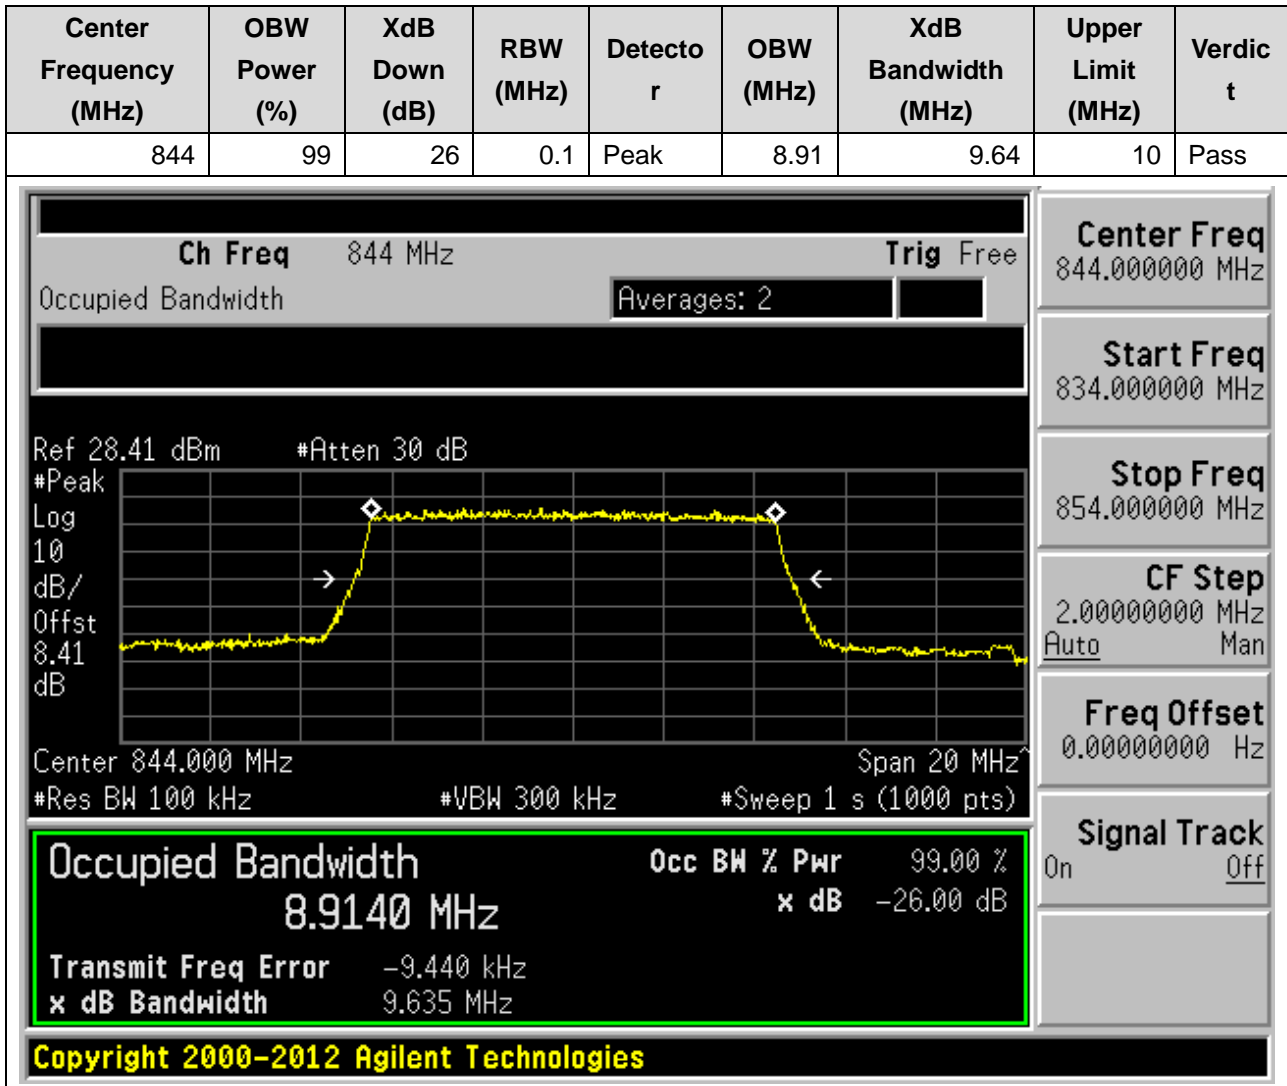 Center Frequency (MHz) OBW Power (%) XdB Down (dB) RBW (MHz) Detecto r OBW (MHz) XdB Bandwidth (MHz) Upper Limit (MHz) Verdic t
844 99 26 0.1 Peak 8.91 9.64 10 Pass
Ch Freq 844 MHz Trig Free
Occupied Bandwidth Averages: 2
Ref 28.41 dBm #Atten 30 dB
#Peak
Log
10
dB/
Offst
8.41
dB
Center 844.000 MHz Span 20 MHz^
#Res BW 100 kHz #VBW 300 kHz #Sweep 1 s (1000 pts)
Occupied Bandwidth Occ BW % Pwr 99.00 %
8.9140 MHz x dB -26.00 dB
Transmit Freq Error -9.440 kHz
x dB Bandwidth 9.635 MHz
Copyright 2000-2012 Agilent Technologies
Center Freq
844.000000 MHz
Start Freq
834.000000 MHz
Stop Freq
854.000000 MHz
CF Step
2.00000000 MHz
Auto Man
Freq Offset
0.00000000 Hz
Signal Track
On Off